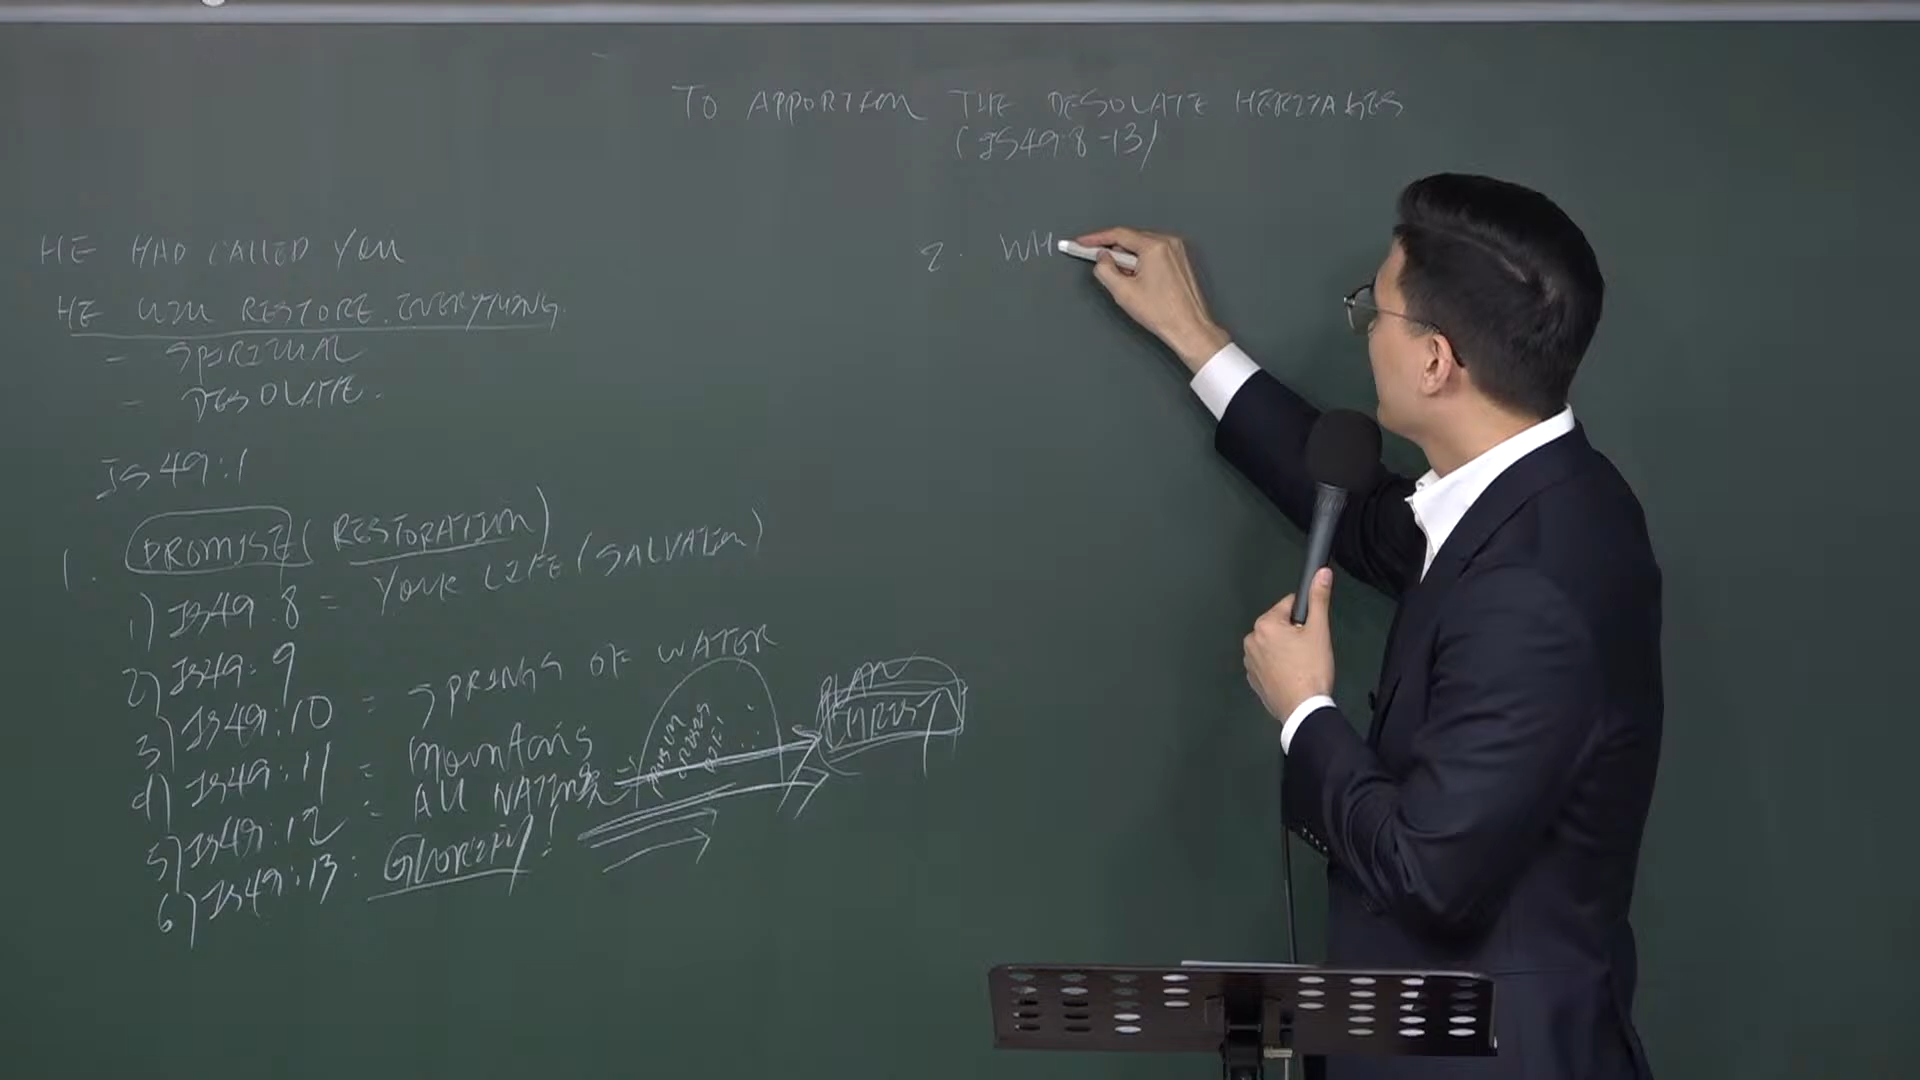 TO APPORTION THE DESOLATE HERITAGES
(IS49:8-13)
HE HAD CALLED YOU
HE WILL RESTORE EVERYTHING.
- SPIRITUAL
- DESOLATE.
IS49:1
1. PROMISE (RESTORATION)
1) IS49:8 = YOUR LIFE (SALVATION)
2) IS49:9
3) IS49:10 = SPRINGS OF WATER
4) IS49:11 = mountains
5) IS49:12 = All NATIONS
6) IS49:13: GLORIFY!
PLAN
CHRIST
2. WH